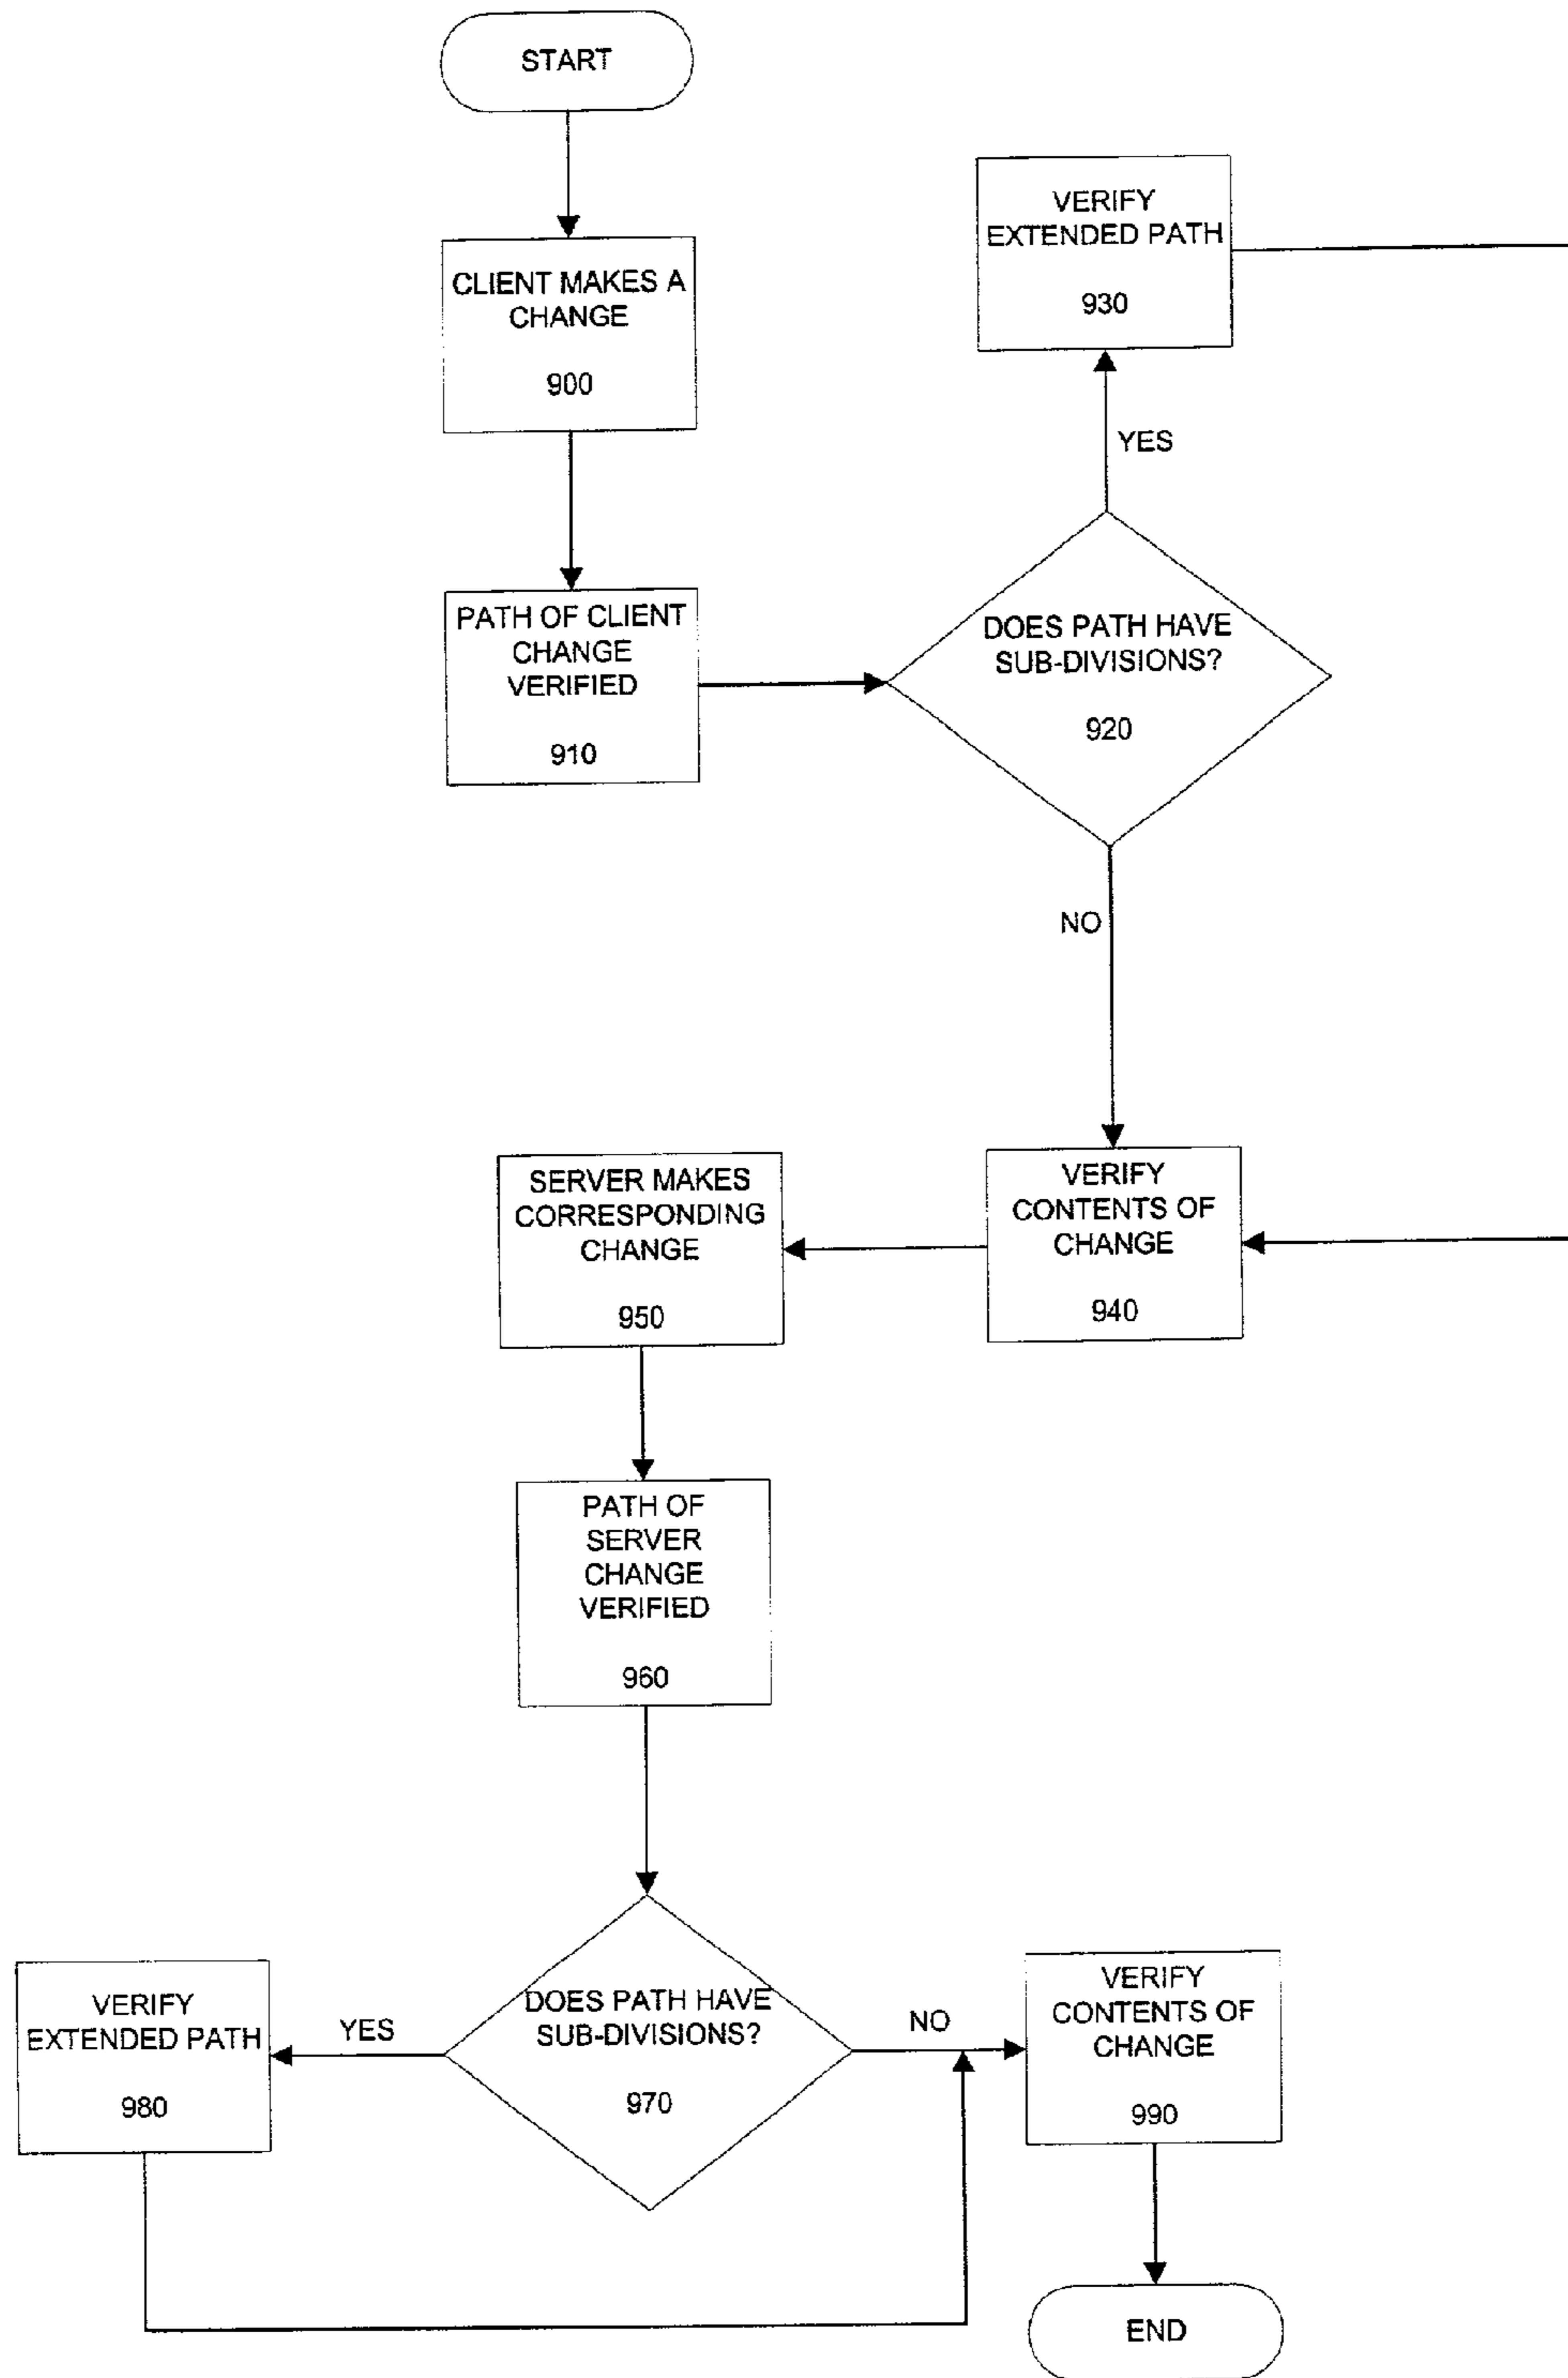 START
CLIENT MAKES A
CHANGE
900
VERIFY
EXTENDED PATH
930
YES
PATH OF CLIENT
CHANGE
VERIFIED
910
DOES PATH HAVE
SUB-DIVISIONS?
920
NO
VERIFY
CONTENTS OF
CHANGE
940
SERVER MAKES
CORRESPONDING
CHANGE
950
PATH OF
SERVER
CHANGE
VERIFIED
960
DOES PATH HAVE
SUB-DIVISIONS?
970
YES
VERIFY
EXTENDED PATH
980
NO
VERIFY
CONTENTS OF
CHANGE
990
END